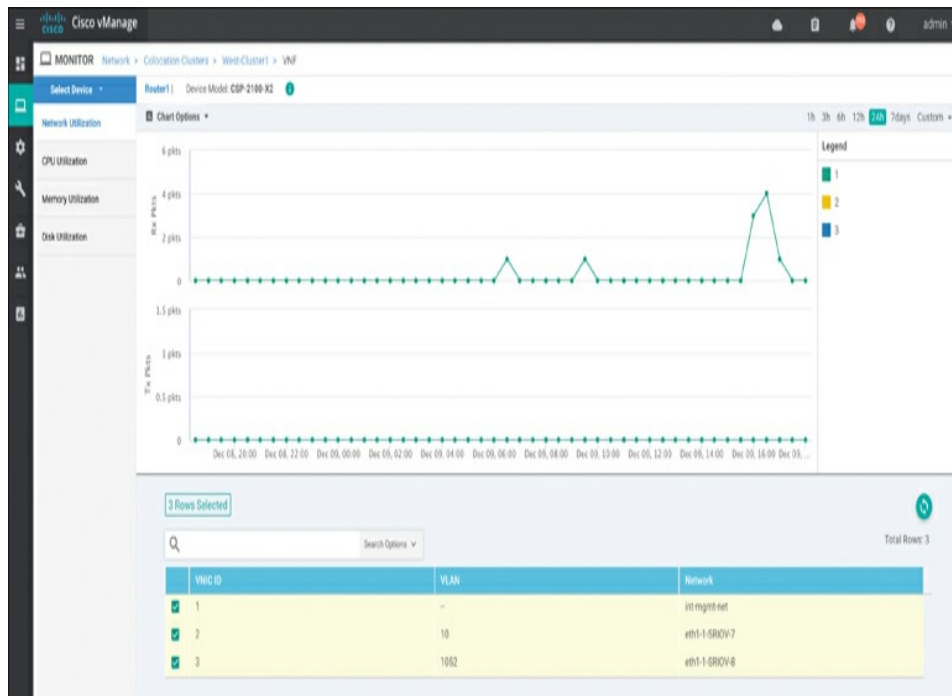 CISCO Cisco vManage admin
MONITOR Network > Colocation Clusters > West-Cluster1 > VNF
Select Device
Router1 | Device Model: CSP-2100-X2
Network Utilization
CPU Utilization
Memory Utilization
Disk Utilization
Chart Options
1h 3h 6h 12h 24h 7days Custom
Legend
1
2
3
Rx Pkts
6 pkts
4 pkts
2 pkts
0
Tx Pkts
1.5 pkts
1 pkts
0.5 pkts
0
Dec 08, 20:00 Dec 08, 22:00 Dec 09, 00:00 Dec 09, 02:00 Dec 09, 04:00 Dec 09, 06:00 Dec 09, 08:00 Dec 09, 10:00 Dec 09, 12:00 Dec 09, 14:00 Dec 09, 16:00 Dec 09, ...
3 Rows Selected
Search Options
Total Rows: 3
VNIC ID VLAN Network
1 – int-mgmt-net
2 10 eth1-1-SRIOV-7
3 1052 eth1-1-SRIOV-8